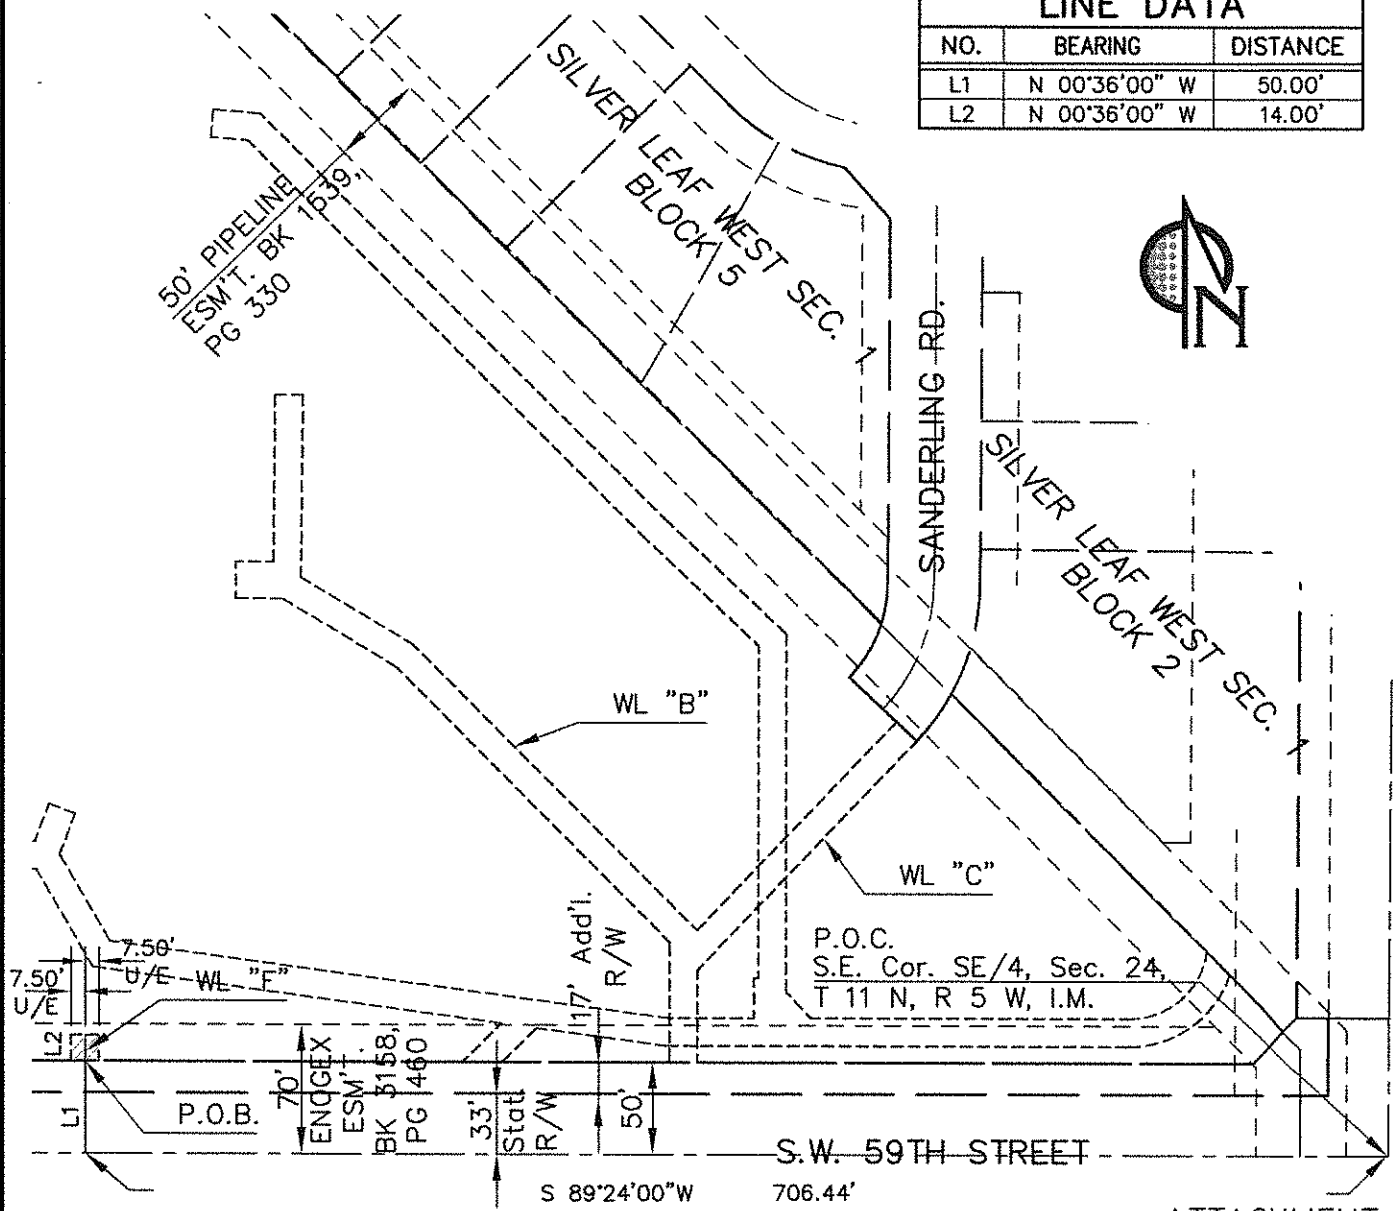 LINE DATA
NO. BEARING DISTANCE
L1 N 00°36'00" W 50.00'
L2 N 00°36'00" W 14.00'
N
SILVER LEAF WEST SEC. 1
BLOCK 5
50' PIPELINE
ESM'T. BK 1639,
PG 330
SANDERLING RD.
SILVER LEAF WEST SEC. 1
BLOCK 2
WL "B"
WL "C"
P.O.C.
S.E. Cor. SE/4, Sec. 24,
T 11 N, R 5 W, I.M.
17' Add'l.
R/W
7.50'
U/E
7.50'
U/E
WL "F"
L2
L1
P.O.B.
70'
ENOGEX
ESM'T.
BK 3158,
PG 460
33'
Stat.
R/W
50'
S.W. 59TH STREET
S 89°24'00"W 706.44'
ATTACHMENT